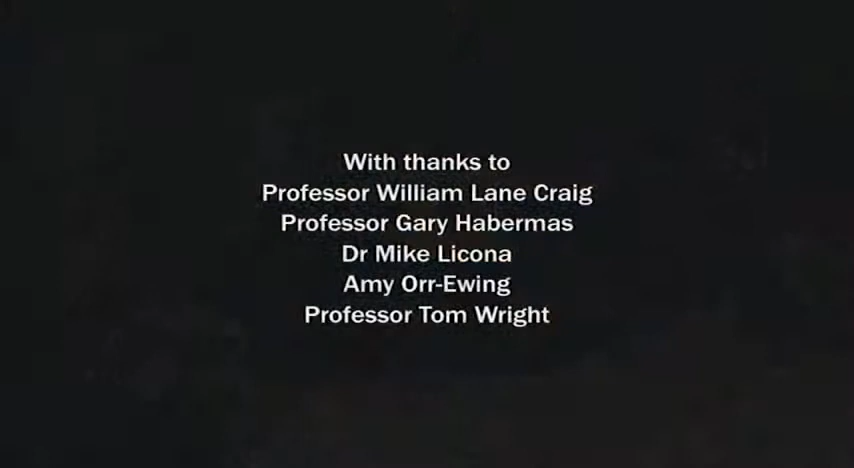 With thanks to
Professor William Lane Craig
Professor Gary Habermas
Dr Mike Licona
Amy Orr-Ewing
Professor Tom Wright